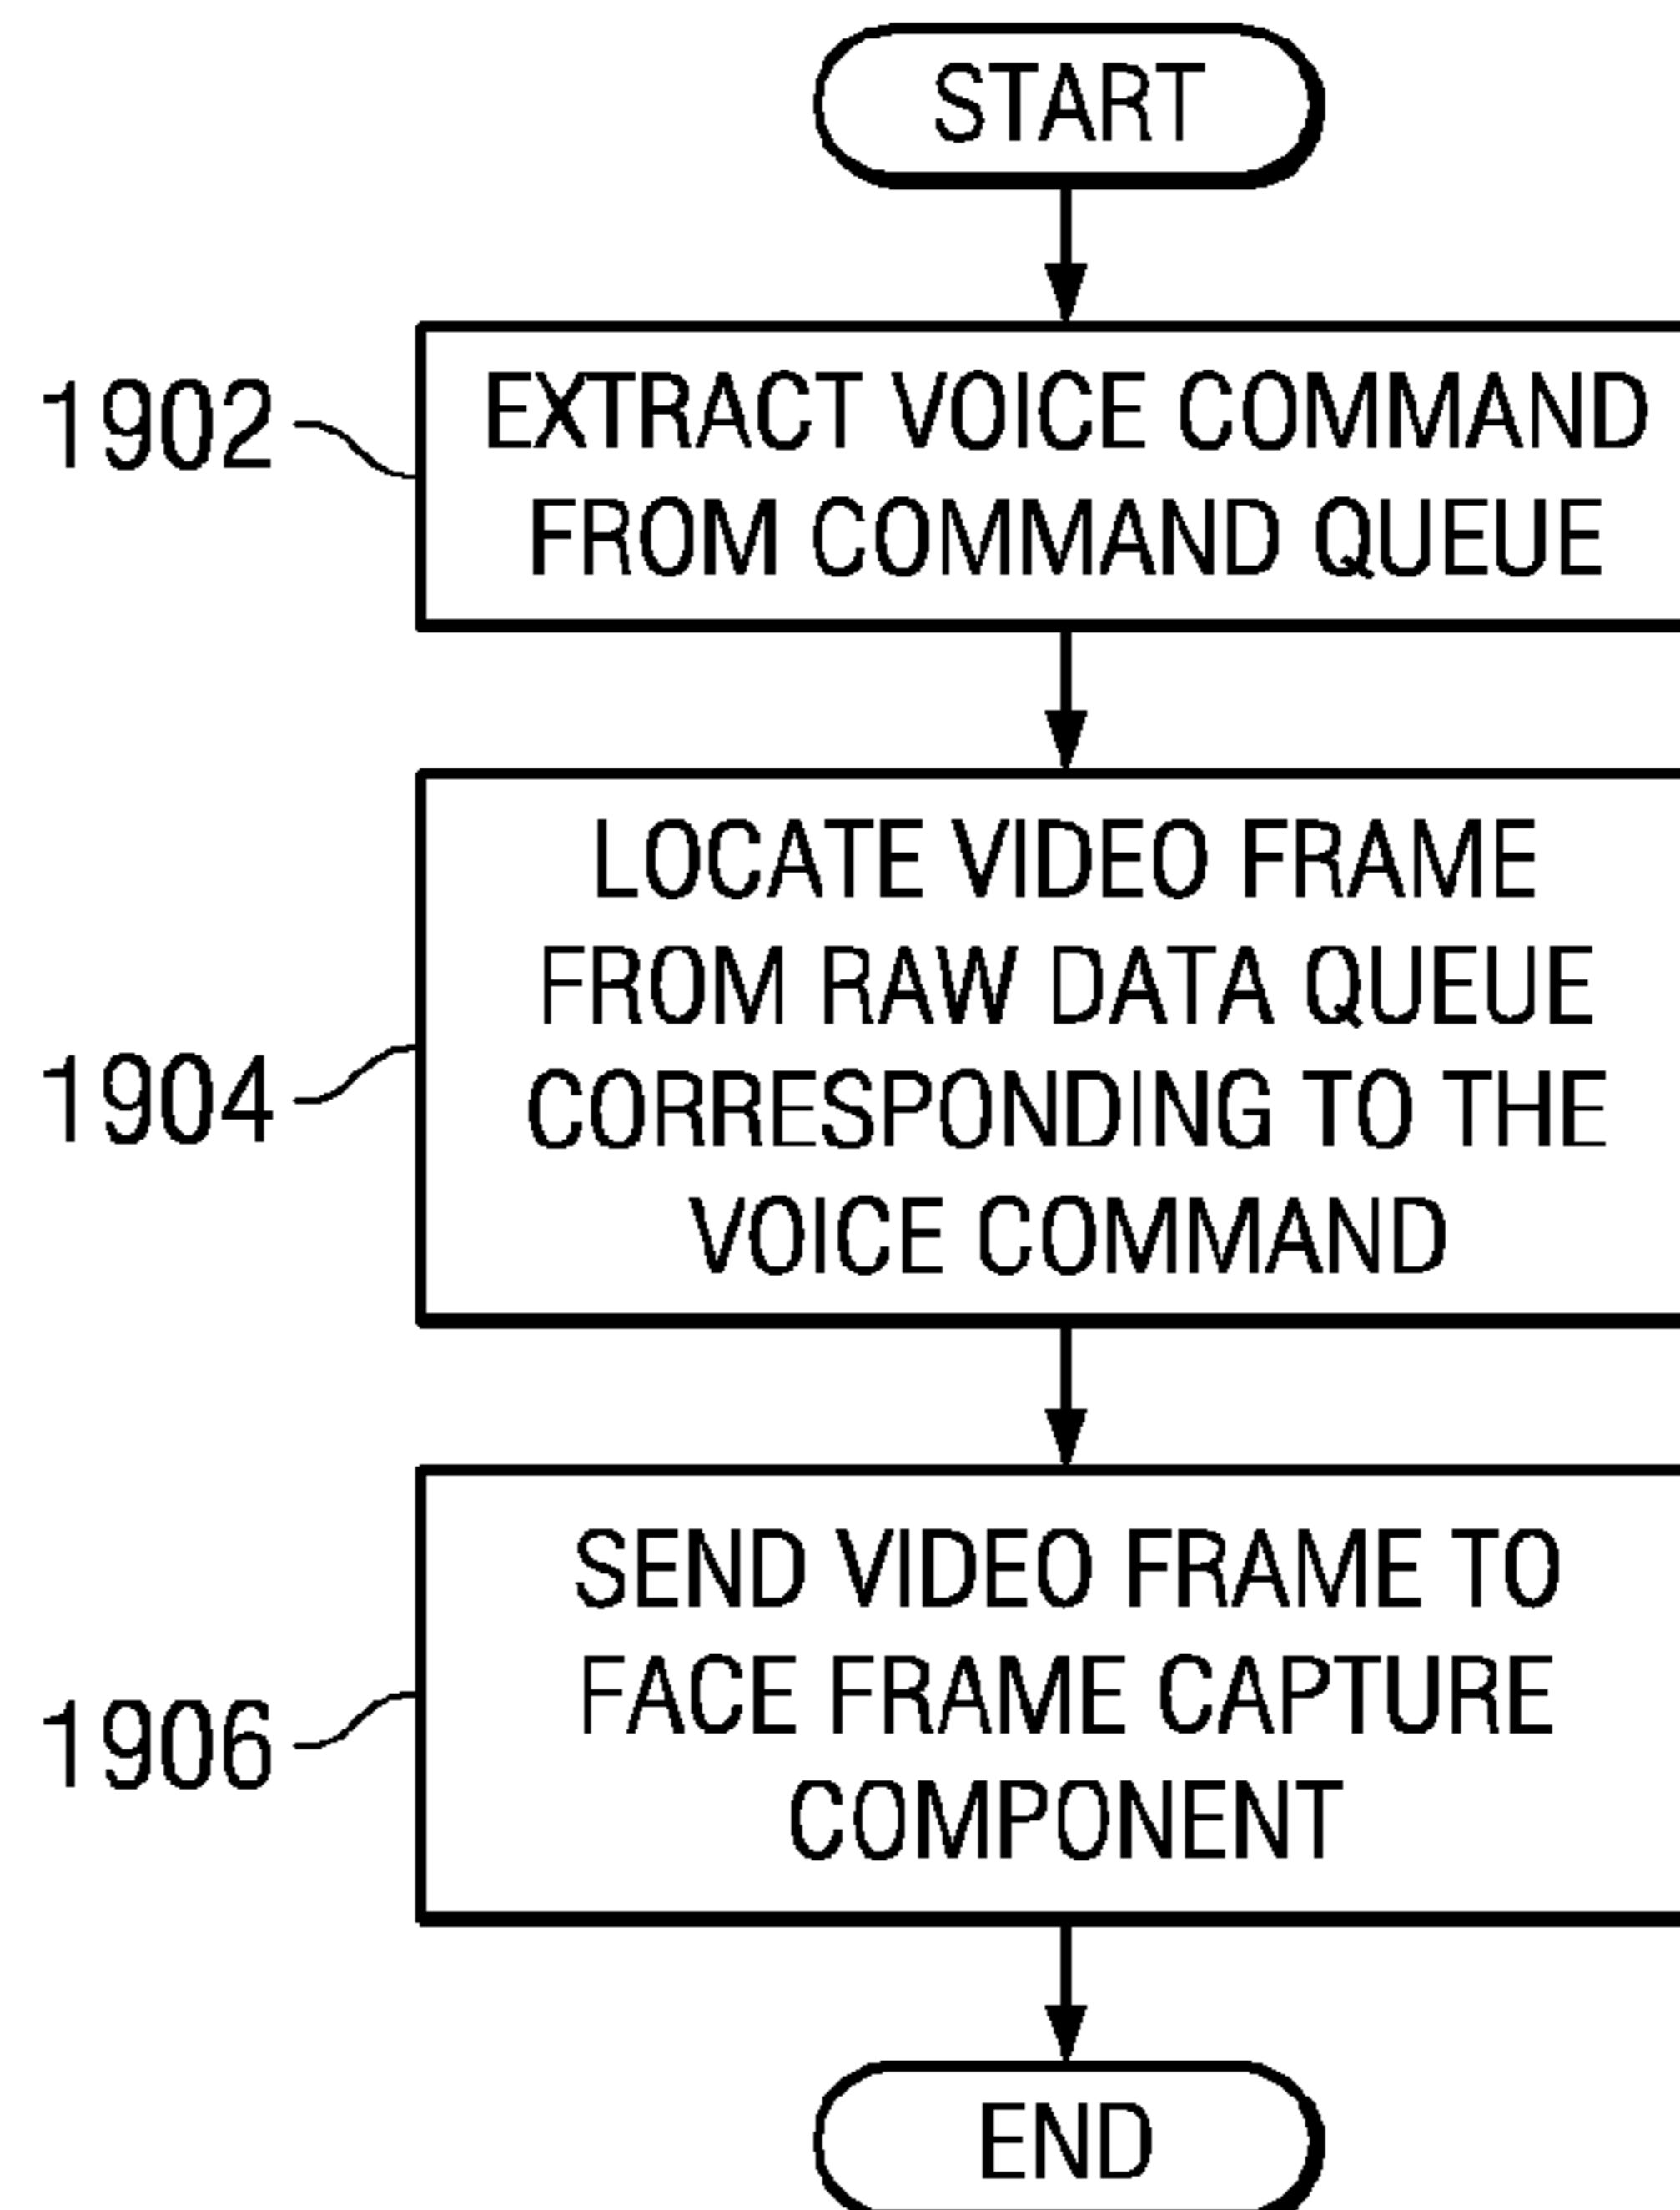 START
1902
EXTRACT VOICE COMMAND
FROM COMMAND QUEUE
1904
LOCATE VIDEO FRAME
FROM RAW DATA QUEUE
CORRESPONDING TO THE
VOICE COMMAND
1906
SEND VIDEO FRAME TO
FACE FRAME CAPTURE
COMPONENT
END